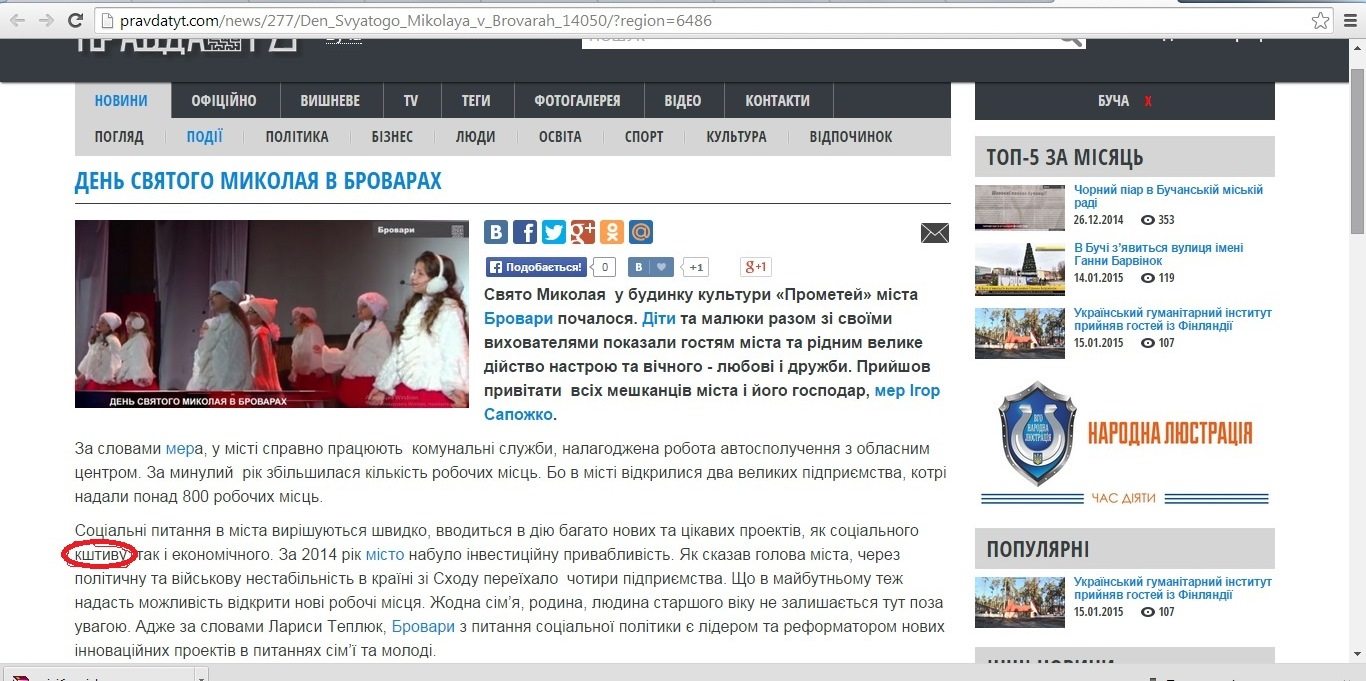 pravdatyt.com/news/277/Den_Svyatogo_Mikolaya_v_Brovarah_14050/?region=6486
НОВИНИ ОФІЦІЙНО ВИШНЕВЕ TV ТЕГИ ФОТОГАЛЕРЕЯ ВІДЕО КОНТАКТИ
ПОГЛЯД ПОДІЇ ПОЛІТИКА БІЗНЕС ЛЮДИ ОСВІТА СПОРТ КУЛЬТУРА ВІДПОЧИНОК
ДЕНЬ СВЯТОГО МИКОЛАЯ В БРОВАРАХ
Бровари
ДЕНЬ СВЯТОГО МИКОЛАЯ В БРОВАРАХ
Подобається! 0 B +1 g+1
Свято Миколая у будинку культури «Прометей» міста
Бровари почалося. Діти та малюки разом зі своїми
вихователями показали гостям міста та рідним велике
дійство настрою та вічного - любові і дружби. Прийшов
привітати всіх мешканців міста і його господар, мер Ігор
Сапожко.
За словами мера, у місті справно працюють комунальні служби, налагоджена робота автосполучення з обласним
центром. За минулий рік збільшилася кількість робочих місць. Бо в місті відкрилися два великих підприємства, котрі
надали понад 800 робочих місць.
Соціальні питання в міста вирішуються швидко, вводиться в дію багато нових та цікавих проектів, як соціального
кштиву так і економічного. За 2014 рік місто набуло інвестиційну привабливість. Як сказав голова міста, через
політичну та військову нестабільність в країні зі Сходу переїхало чотири підприємства. Що в майбутньому теж
надасть можливість відкрити нові робочі місця. Жодна сім’я, родина, людина старшого віку не залишається тут поза
увагою. Адже за словами Лариси Теплюк, Бровари з питання соціальної політики є лідером та реформатором нових
інноваційних проектів в питаннях сім’ї та молоді.
БУЧА X
ТОП-5 ЗА МІСЯЦЬ
Чорний піар в Бучанській міській
раді
26.12.2014 353
В Бучі з’явиться вулиця імені
Ганни Барвінок
14.01.2015 119
Український гуманітарний інститут
прийняв гостей із Фінляндії
15.01.2015 107
ВГО
НАРОДНА
ЛЮСТРАЦІЯ
НАРОДНА ЛЮСТРАЦІЯ
ЧАС ДІЯТИ
ПОПУЛЯРНІ
Український гуманітарний інститут
прийняв гостей із Фінляндії
15.01.2015 107